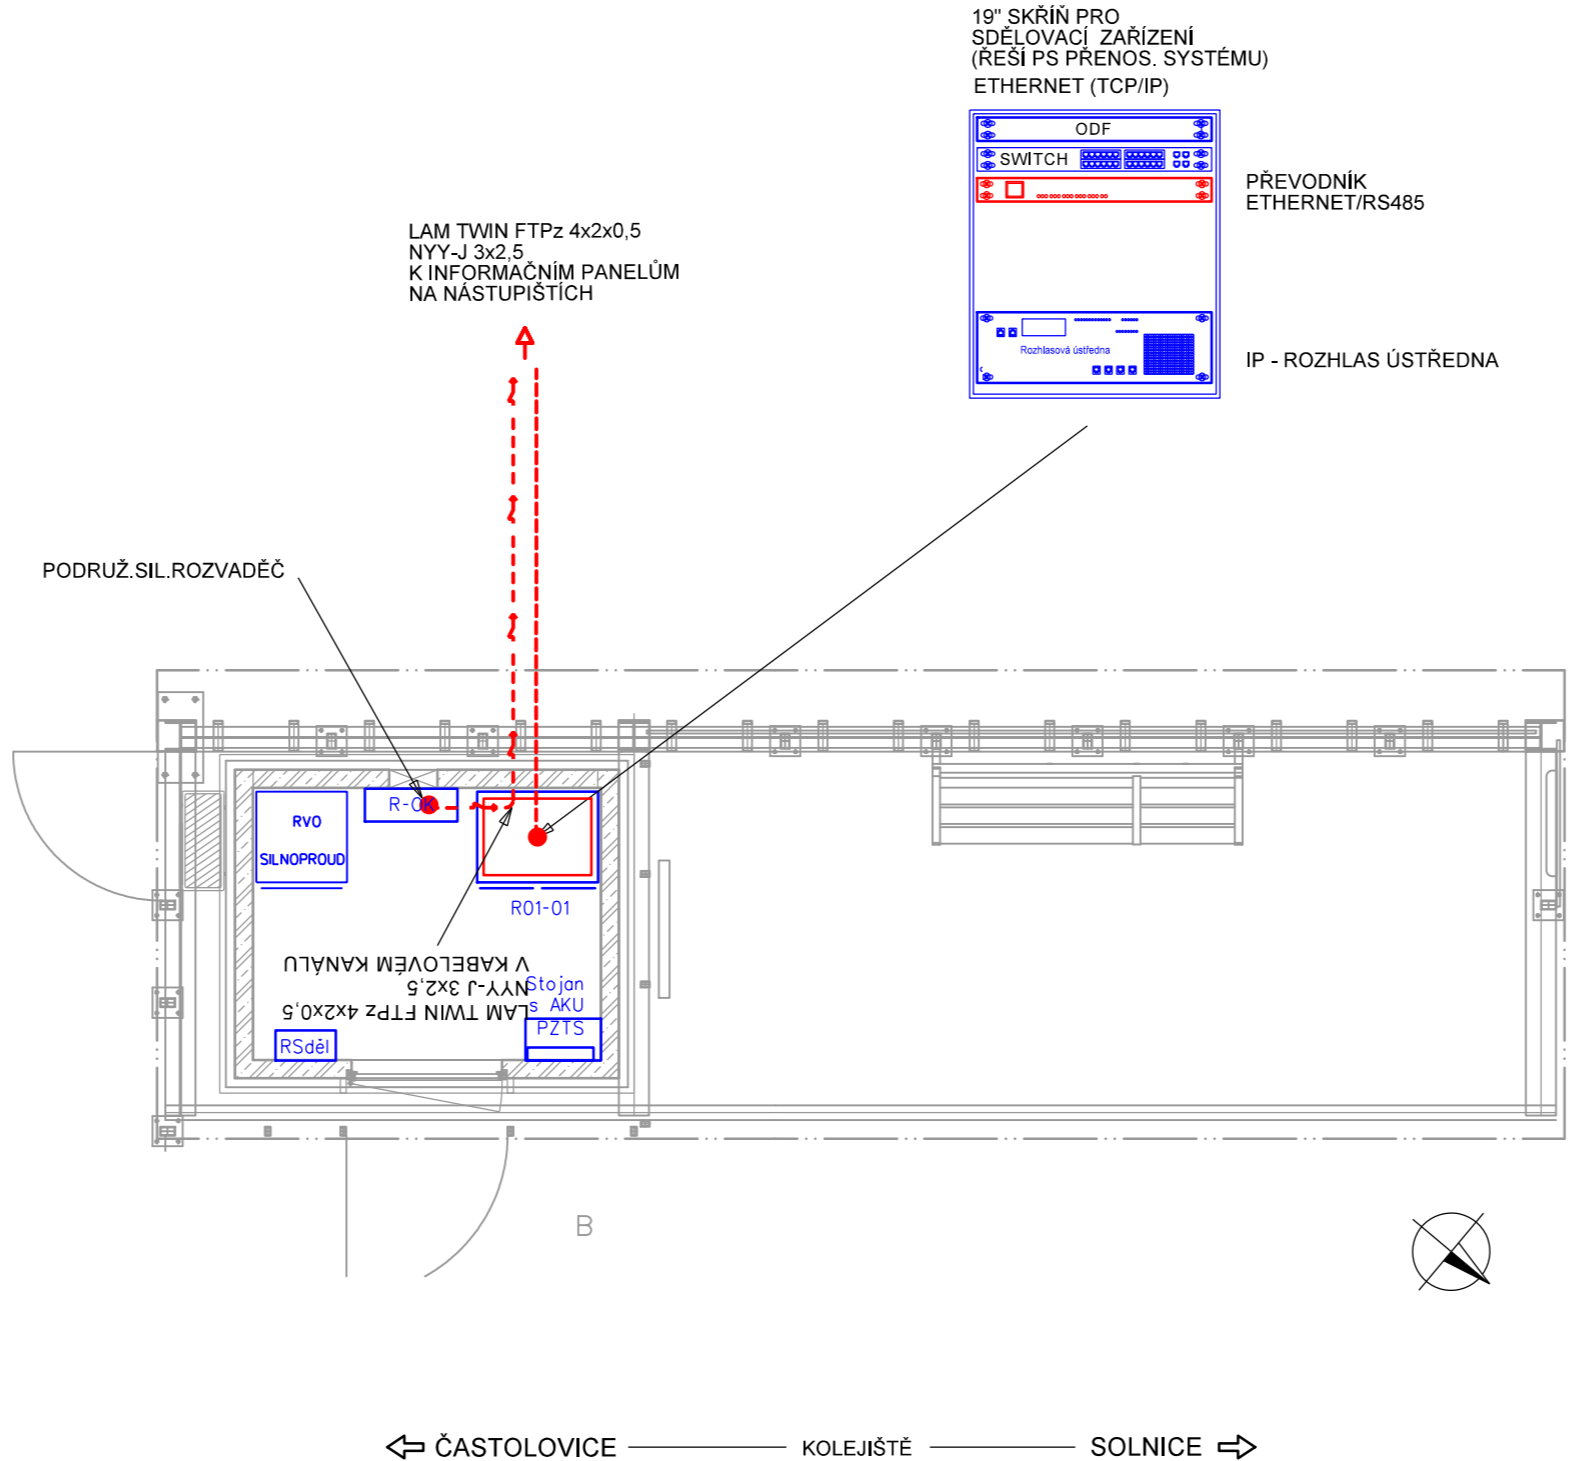 19" SKŘÍŇ PRO
SDĚLOVACÍ ZAŘÍZENÍ
(ŘEŠÍ PS PŘENOS. SYSTÉMU)
ETHERNET (TCP/IP)
ODF
SWITCH
PŘEVODNÍK
ETHERNET/RS485
Rozhlasová ústředna
IP - ROZHLAS ÚSTŘEDNA
LAM TWIN FTPz 4x2x0,5
NYY-J 3x2,5
K INFORMAČNÍM PANELŮM
NA NÁSTUPIŠTÍCH
PODRUŽ.SIL.ROZVADĚČ
R-OK
RVO
SILNOPROUD
R01-01
LAM TWIN FTPz 4x2x0,5
NYY-J 3x2,5
V KABELOVÉM KANÁLU
Stojan
s AKU
PZTS
RSděl
B
ČASTOLOVICE
KOLEJIŠTĚ
SOLNICE